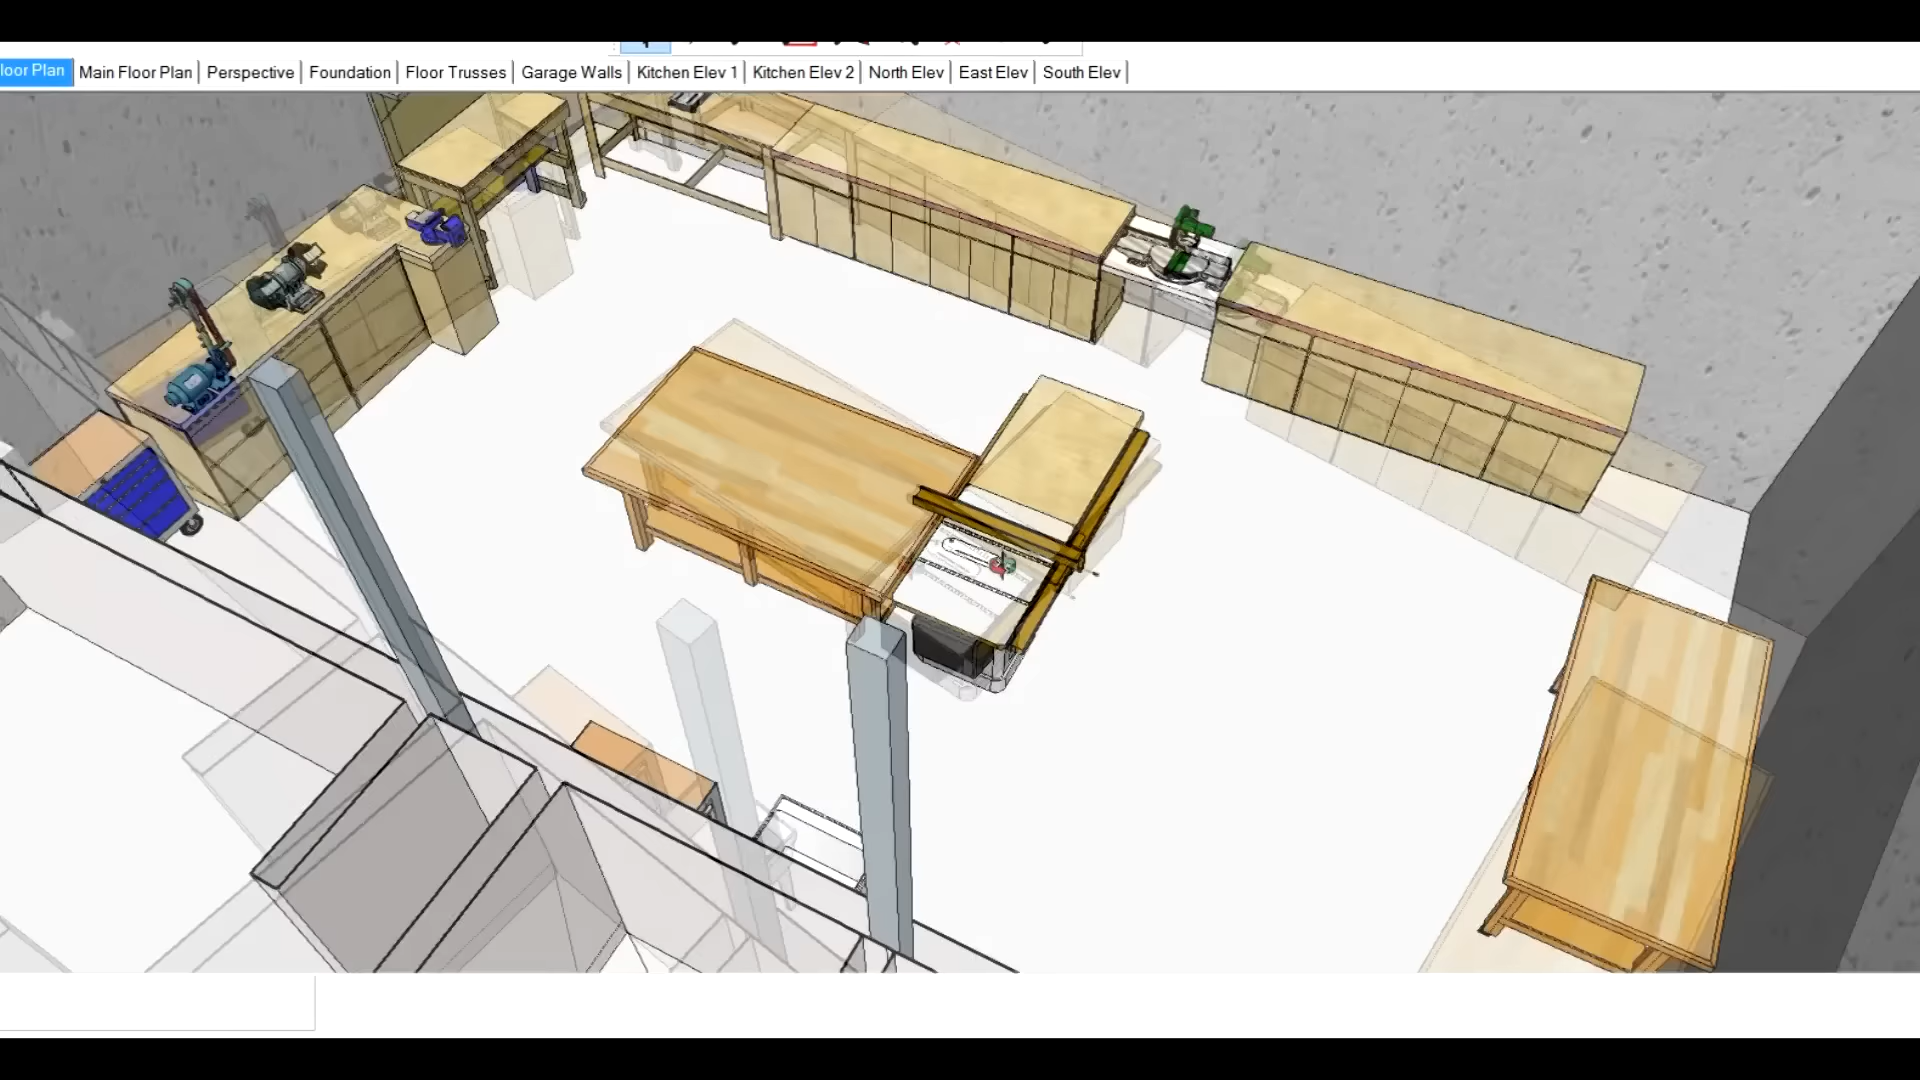 loor Plan Main Floor Plan Perspective Foundation Floor Trusses Garage Walls Kitchen Elev 1 Kitchen Elev 2 North Elev East Elev South Elev